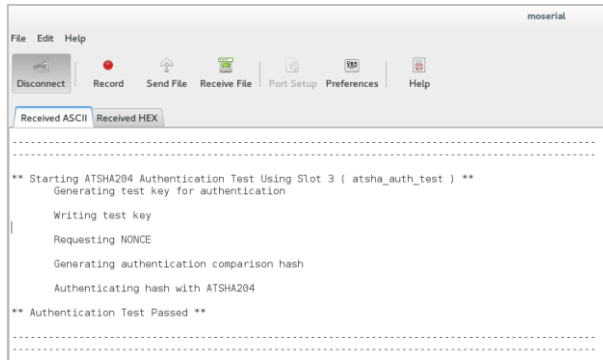 moserial
File Edit Help
Disconnect Record Send File Receive File Port Setup Preferences Help
Received ASCII Received HEX
** Starting ATSHA204 Authentication Test Using Slot 3 ( atsha_auth_test ) **
Generating test key for authentication
Writing test key
Requesting NONCE
Generating authentication comparison hash
Authenticating hash with ATSHA204
** Authentication Test Passed **